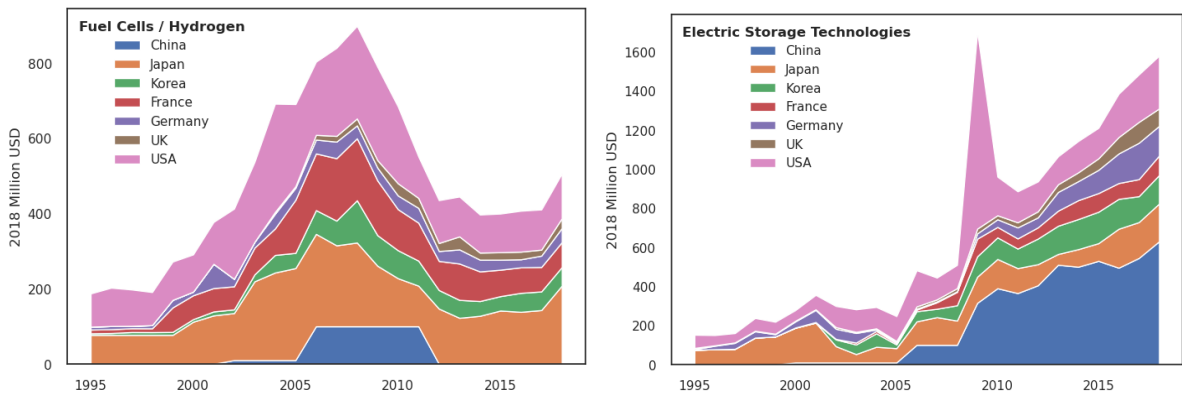 Fuel Cells / Hydrogen
China
Japan
Korea
France
Germany
UK
USA
2018 Million USD
800
600
400
200
0
1995
2000
2005
2010
2015
Electric Storage Technologies
China
Japan
Korea
France
Germany
UK
USA
2018 Million USD
1600
1400
1200
1000
800
600
400
200
0
1995
2000
2005
2010
2015